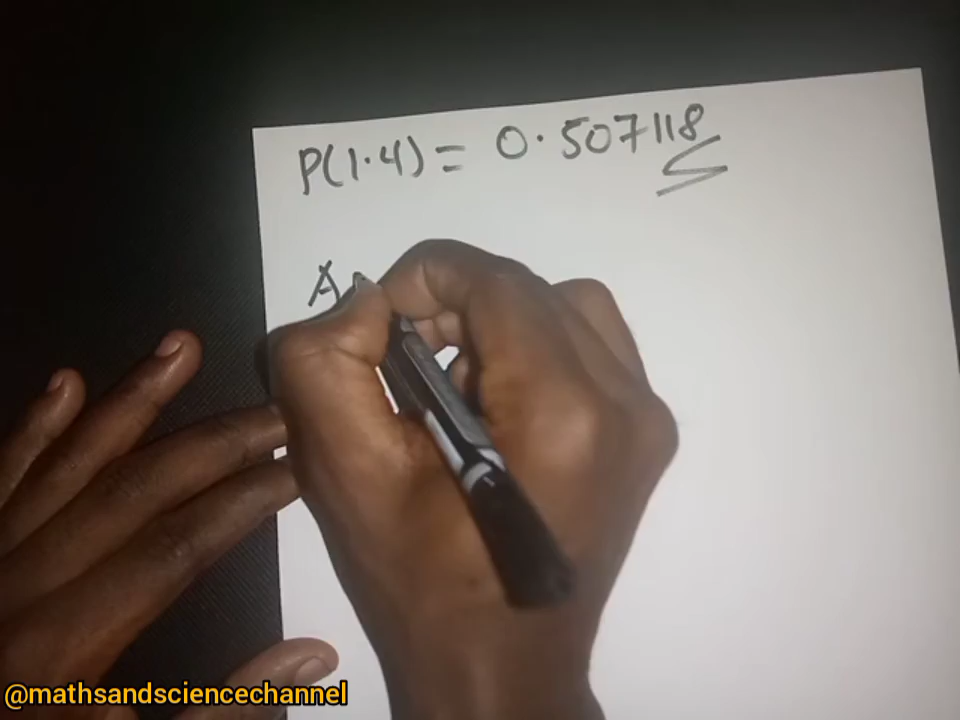 P(1.4) = 0.507118
A
@mathsandsciencechannel